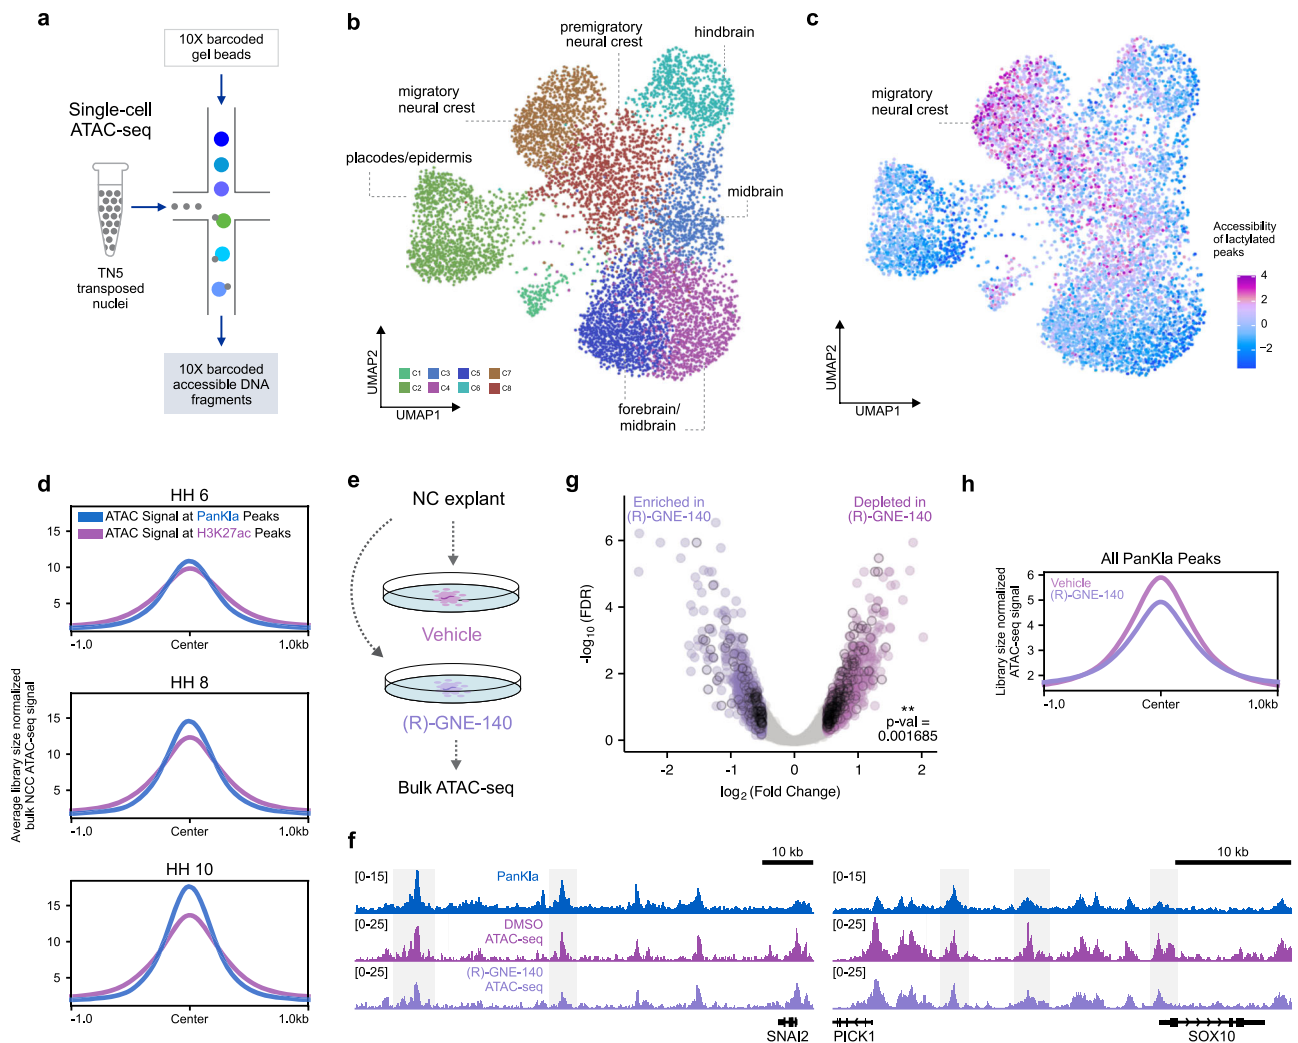 a
10X barcoded
gel beads
Single-cell
ATAC-seq
TN5
transposed
nuclei
10X barcoded
accessible DNA
fragments
b
premigratory
neural crest
hindbrain
migratory
neural crest
placodes/epidermis
midbrain
C1
C3
C5
C7
C2
C4
C6
C8
UMAP2
UMAP1
forebrain/
midbrain
c
migratory
neural crest
Accessibility
of lactylated
peaks
4
2
0
−2
UMAP2
UMAP1
d
HH 6
ATAC Signal at PanKla Peaks
ATAC Signal at H3K27ac Peaks
15
10
5
-1.0
Center
1.0kb
HH 8
15
10
5
-1.0
Center
1.0kb
HH 10
15
10
5
-1.0
Center
1.0kb
Average library size normalized
bulk NCC ATAC-seq signal
e
NC explant
Vehicle
(R)-GNE-140
Bulk ATAC-seq
g
Enriched in
(R)-GNE-140
Depleted in
(R)-GNE-140
6
4
2
0
-log10 (FDR)
**
p-val =
0.001685
-2
-1
0
1
2
log2 (Fold Change)
h
All PanKla Peaks
Vehicle
(R)-GNE-140
6
5
4
3
2
Library size normalized
ATAC-seq signal
-1.0
Center
1.0kb
f
10 kb
[0-15]
PanKla
[0-25]
DMSO
ATAC-seq
[0-25]
(R)-GNE-140
ATAC-seq
SNAI2
10 kb
[0-15]
[0-25]
[0-25]
PICK1
SOX10